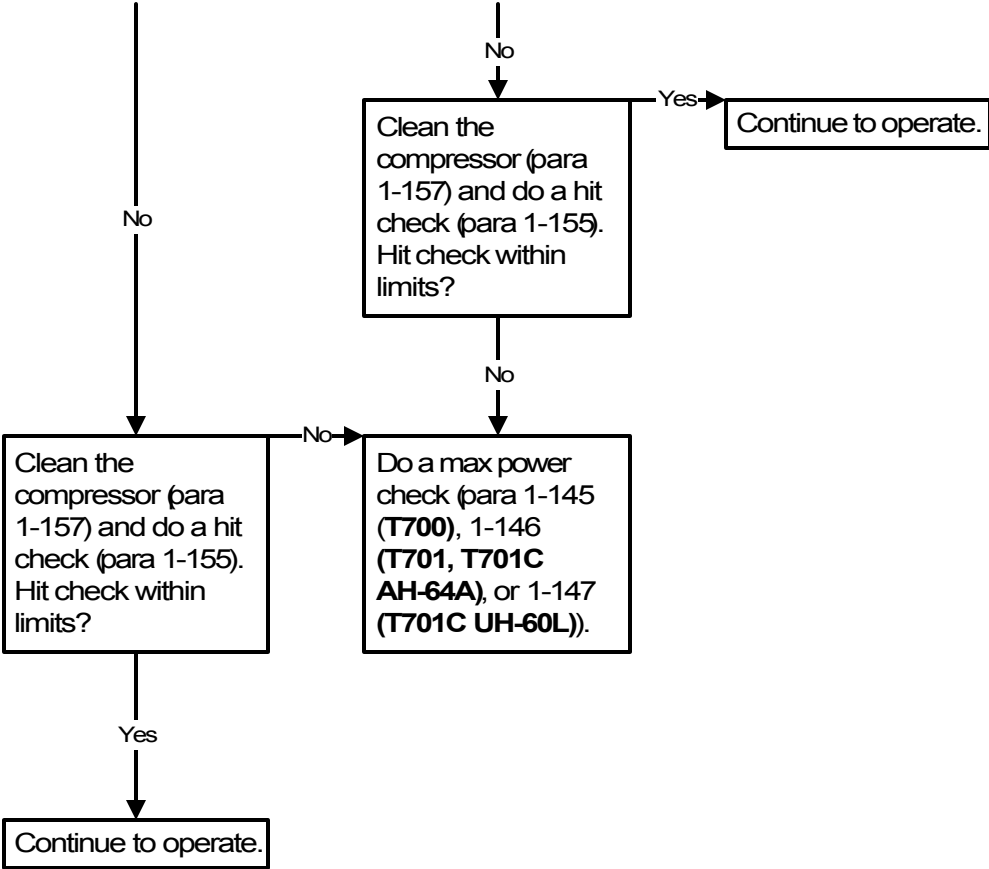 No
Yes
Continue to operate.
Clean the
compressor (para
1-157) and do a hit
check (para 1-155).
Hit check within
limits?
No
No
Clean the
compressor (para
1-157) and do a hit
check (para 1-155).
Hit check within
limits?
No
Do a max power
check (para 1-145
(T700), 1-146
(T701, T701C
AH-64A), or 1-147
(T701C UH-60L)).
Yes
Continue to operate.